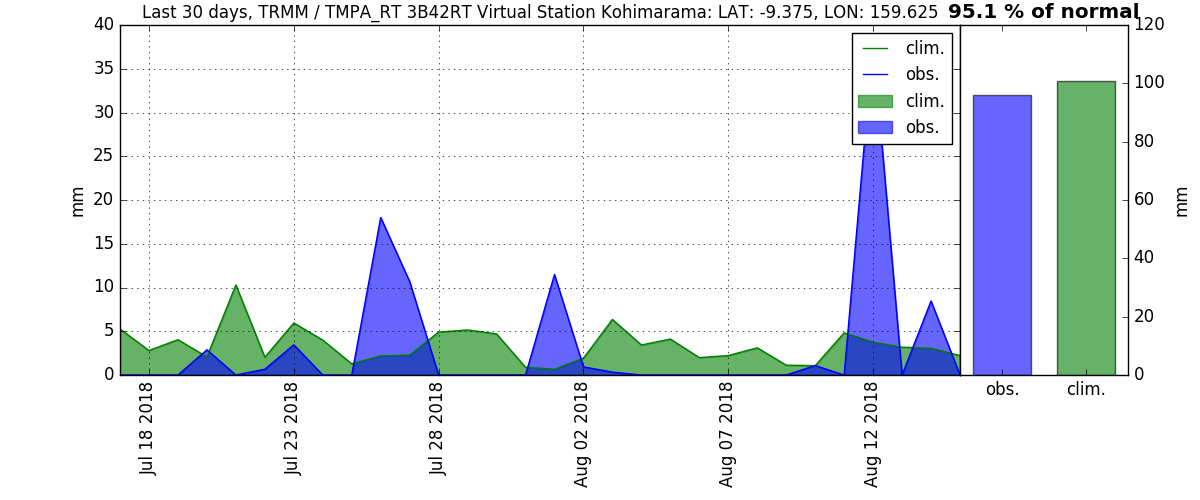 Last 30 days, TRMM / TMPA_RT 3B42RT Virtual Station Kohimarama: LAT: -9.375, LON: 159.625
95.1 % of normal
mm
40
35
30
25
20
15
10
5
0
clim.
obs.
clim.
obs.
Jul 18 2018
Jul 23 2018
Jul 28 2018
Aug 02 2018
Aug 07 2018
Aug 12 2018
120
100
80
60
40
20
0
mm
obs.
clim.